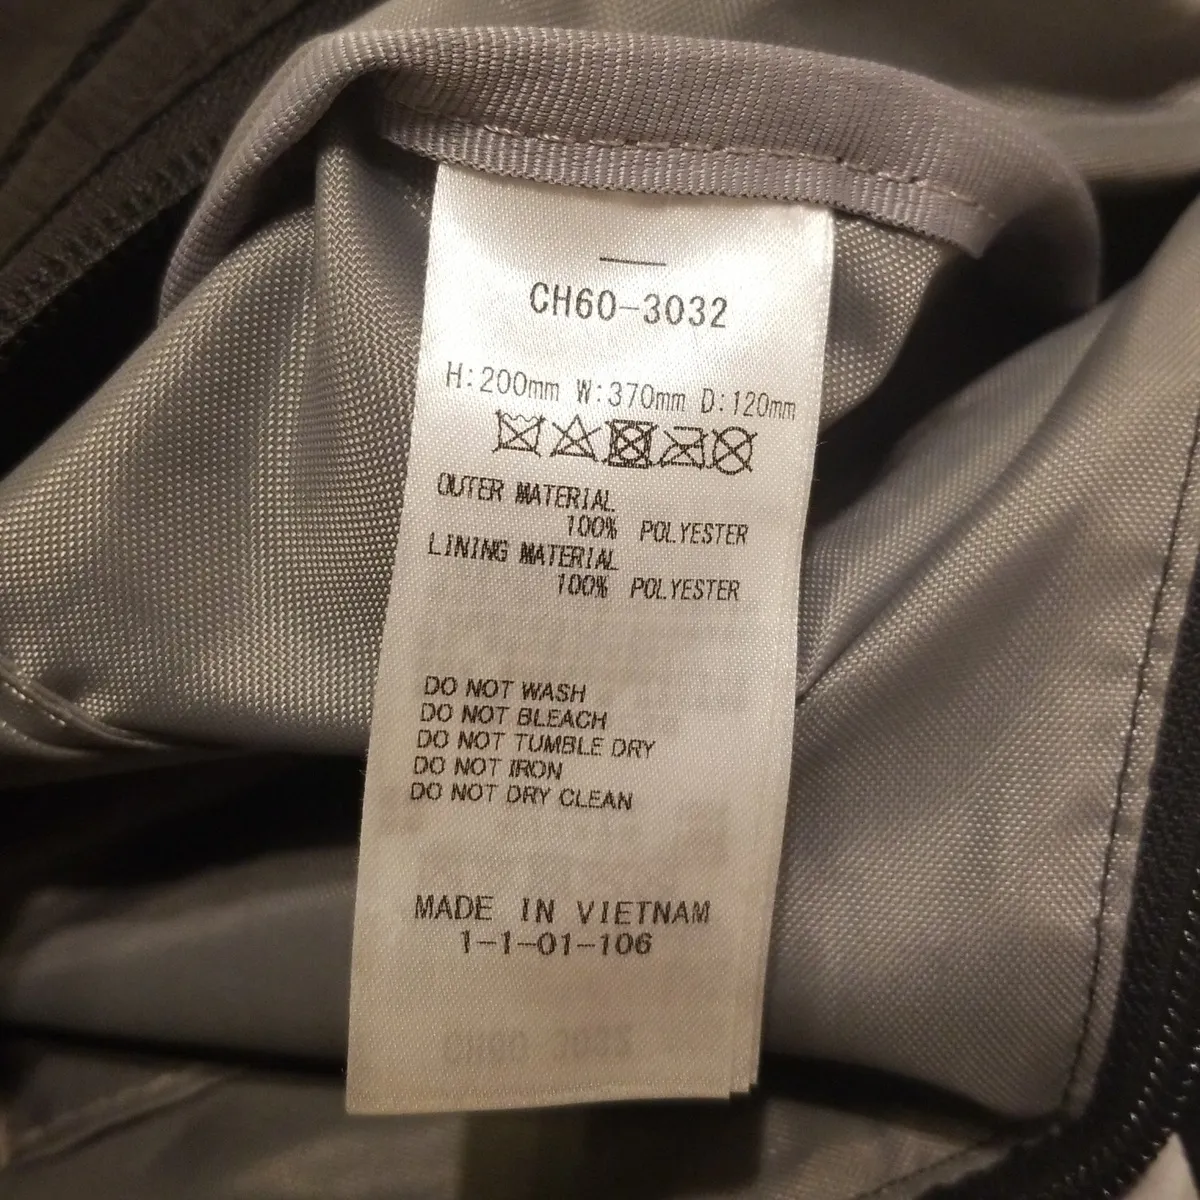 CH60-3032
H:200mm W:370mm D:120mm
OUTER MATERIAL
100% POLYESTER
LINING MATERIAL
100% POLYESTER
DO NOT WASH
DO NOT BLEACH
DO NOT TUMBLE DRY
DO NOT IRON
DO NOT DRY CLEAN
MADE IN VIETNAM
1-1-01-106